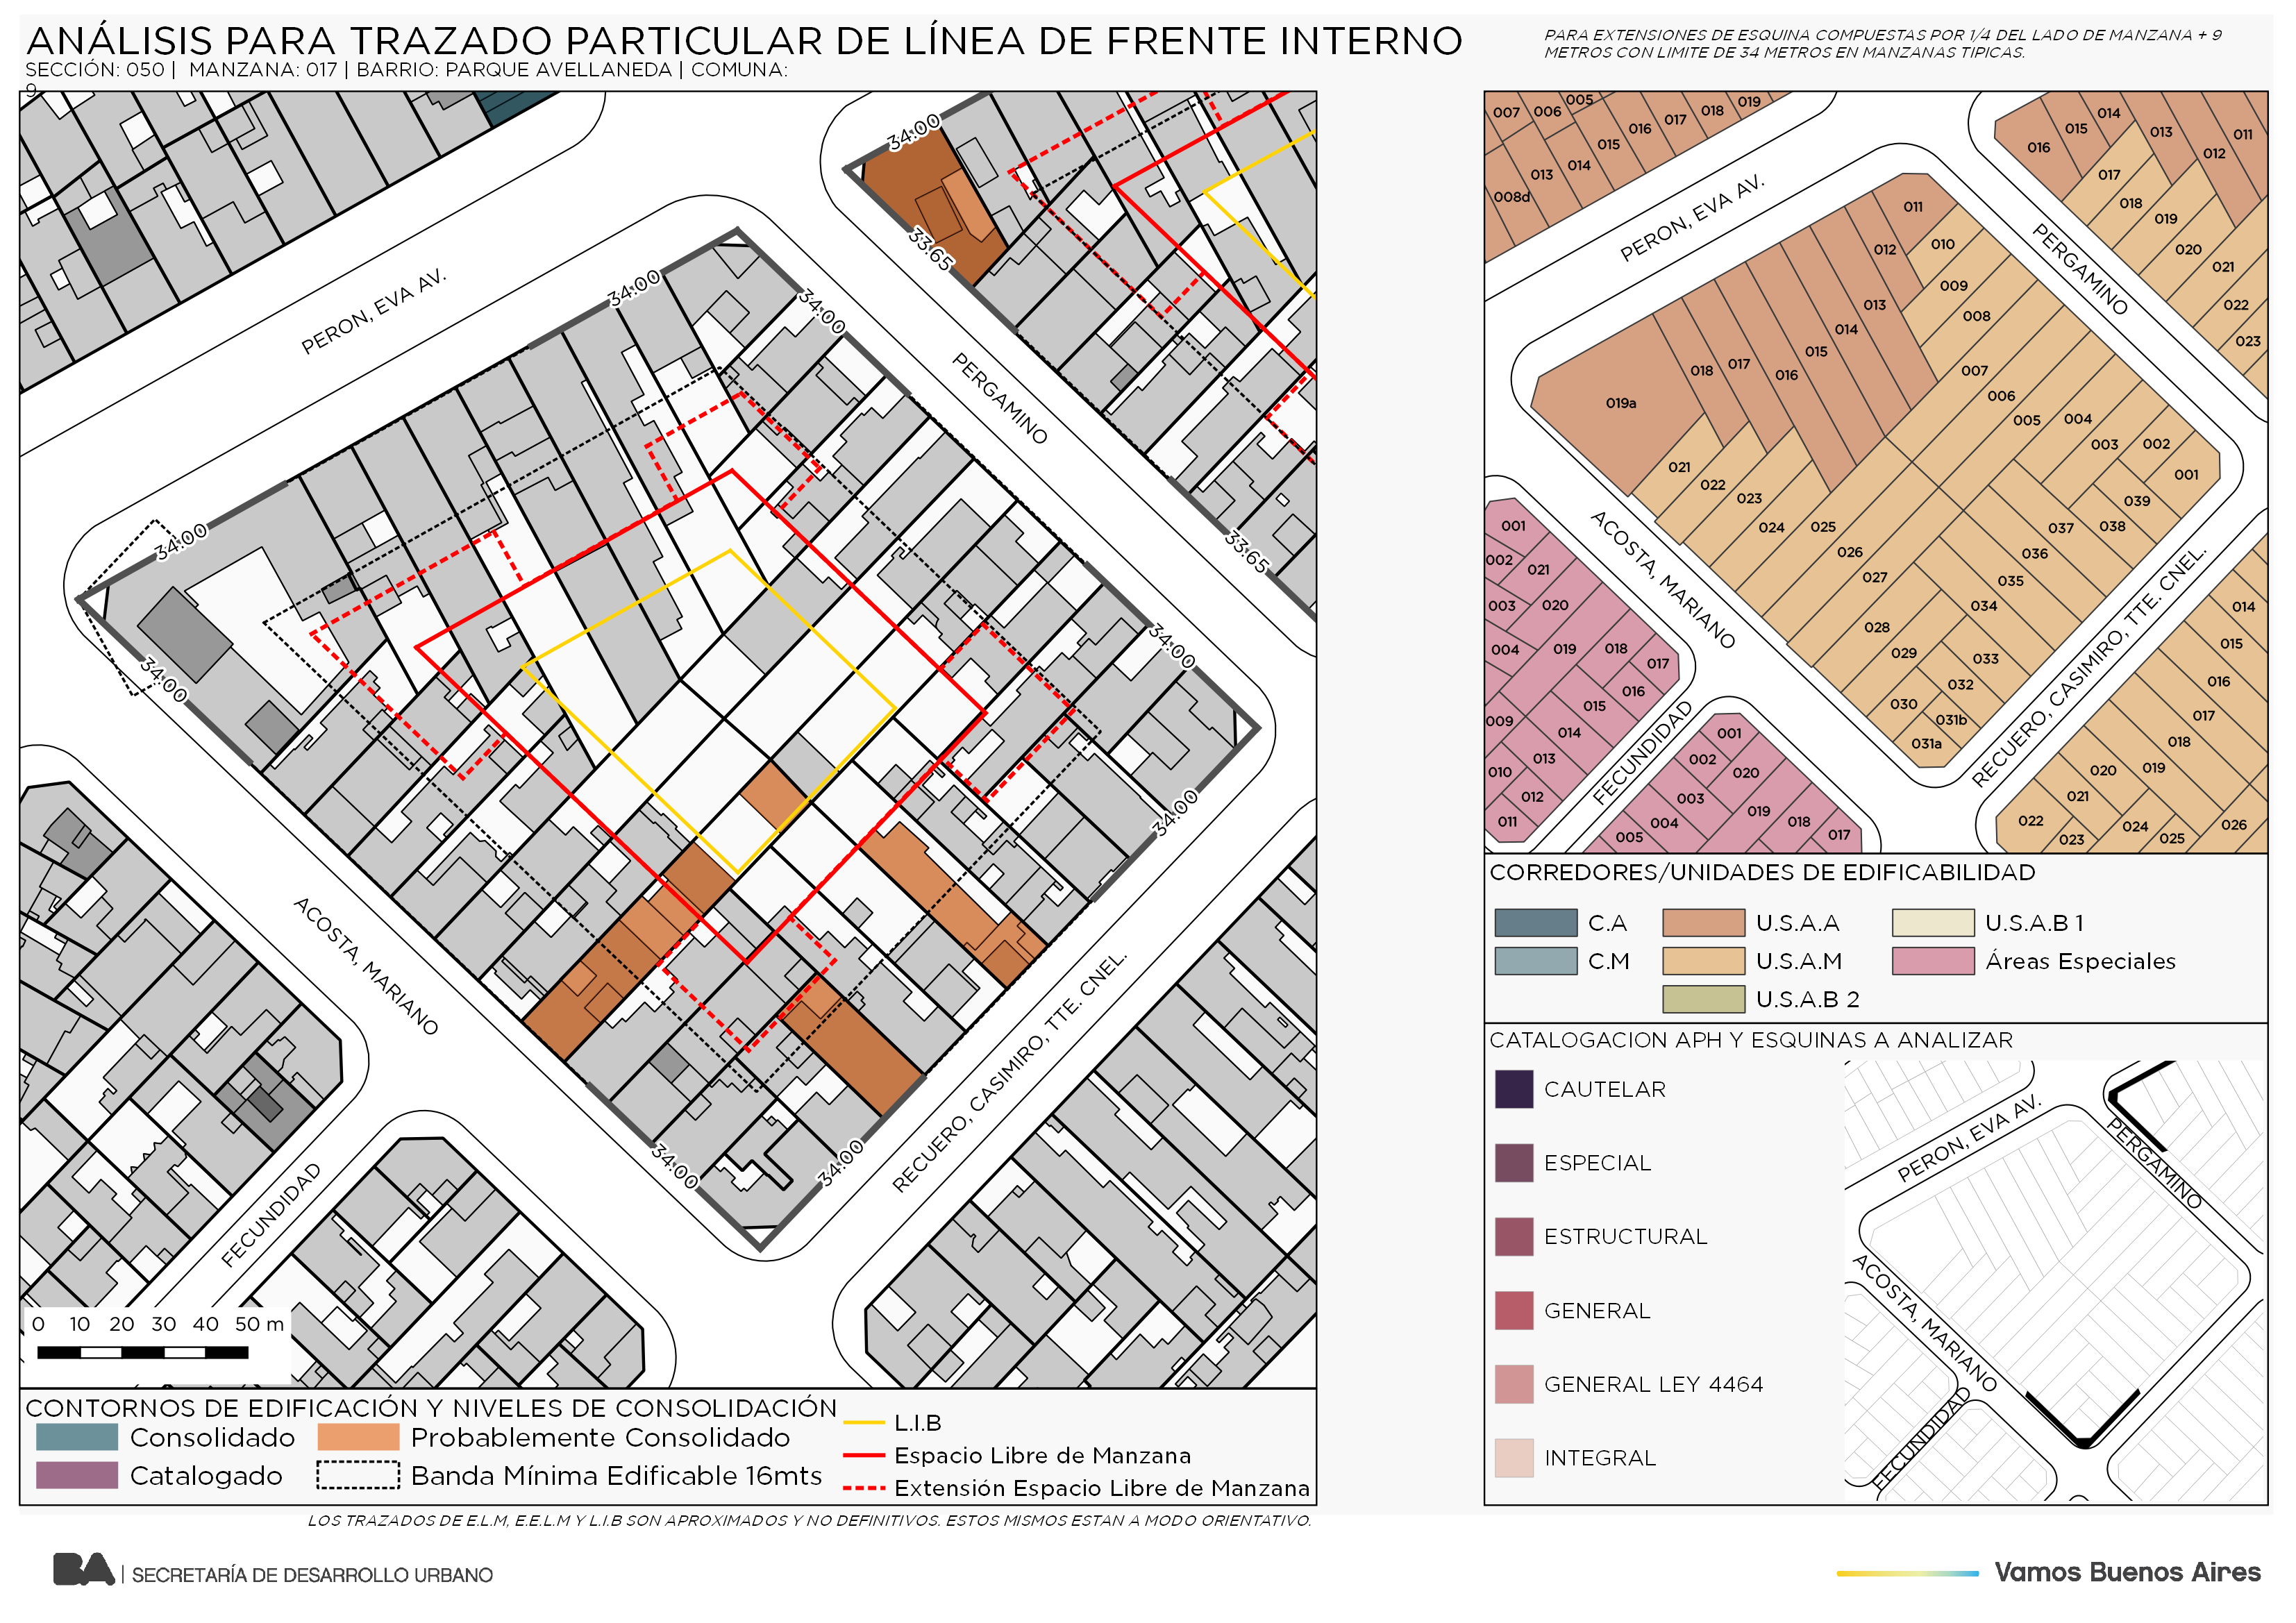 ANÁLISIS PARA TRAZADO PARTICULAR DE LÍNEA DE FRENTE INTERNO
SECCIÓN: 050 | MANZANA: 017 | BARRIO: PARQUE AVELLANEDA | COMUNA:
9
PARA EXTENSIONES DE ESQUINA COMPUESTAS POR 1/4 DEL LADO DE MANZANA + 9
METROS CON LIMITE DE 34 METROS EN MANZANAS TIPICAS.
34.00
33.65
PERON, EVA AV.
34.00
34.00
PERGAMINO
34.00
34.00
33.65
34.00
34.00
ACOSTA, MARIANO
RECUERO, CASIMIRO, TTE. CNEL.
34.00
34.00
FECUNDIDAD
0 10 20 30 40 50 m
CONTORNOS DE EDIFICACIÓN Y NIVELES DE CONSOLIDACIÓN
Consolidado
Probablemente Consolidado
Catalogado
Banda Mínima Edificable 16mts
L.I.B
Espacio Libre de Manzana
Extensión Espacio Libre de Manzana
LOS TRAZADOS DE E.L.M, E.E.L.M Y L.I.B SON APROXIMADOS Y NO DEFINITIVOS. ESTOS MISMOS ESTAN A MODO ORIENTATIVO.
007 006 005 015 016 017 018 019
008d 013 014
016 015 014 013 012 011
017 018 019 020 021 022 023
PERON, EVA AV.
PERGAMINO
011
012 010
013 009
014 008
015 007
016 006
017 005 004 003 002 001
018
019a
021 022 023 024 025 026 027 028 029 030 031a 031b 032 033 034 035 036 037 038 039
ACOSTA, MARIANO
RECUERO, CASIMIRO, TTE. CNEL.
FECUNDIDAD
001 002 021 003 020 004 019 018 017 016 015 009 014 013 010 012 011
001 002 020 003 019 004 018 005 017
014 015 016 017 018 019 020 021 022 023 024 025 026
CORREDORES/UNIDADES DE EDIFICABILIDAD
C.A
U.S.A.A
U.S.A.B 1
C.M
U.S.A.M
Áreas Especiales
U.S.A.B 2
CATALOGACION APH Y ESQUINAS A ANALIZAR
CAUTELAR
ESPECIAL
ESTRUCTURAL
GENERAL
GENERAL LEY 4464
INTEGRAL
PERON, EVA AV.
PERGAMINO
ACOSTA, MARIANO
FECUNDIDAD
BA | SECRETARÍA DE DESARROLLO URBANO
Vamos Buenos Aires